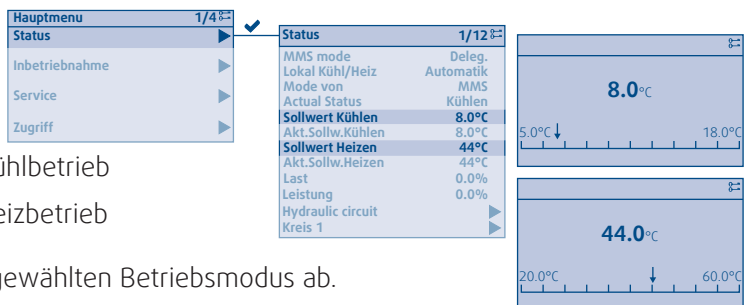 Hauptmenu 1/4
Status
Inbetriebnahme
Service
Zugriff
Status 1/12
MMS mode Deleg.
Lokal Kühl/Heiz Automatik
Mode von MMS
Actual Status Kühlen
Sollwert Kühlen 8.0°C
Akt.Sollw.Kühlen 8.0°C
Sollwert Heizen 44°C
Akt.Sollw.Heizen 44°C
Last 0.0%
Leistung 0.0%
Hydraulic circuit
Kreis 1
8.0°C
5.0°C 18.0°C
44.0°C
20.0°C 60.0°C
ühlbetrieb
eizbetrieb
gewählten Betriebsmodus ab.